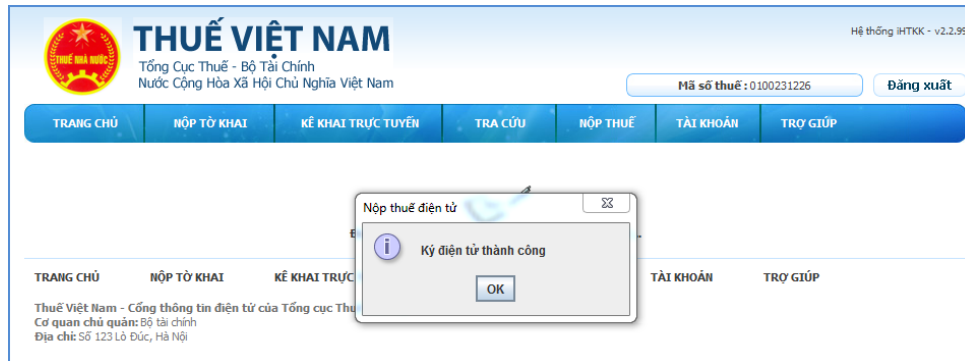 THUẾ NHÀ NƯỚC
THUẾ VIỆT NAM
Tổng Cục Thuế - Bộ Tài Chính
Nước Cộng Hòa Xã Hội Chủ Nghĩa Việt Nam
Hệ thống iHTKK - v2.2.99
Mã số thuế : 0100231226
Đăng xuất
TRANG CHỦ NỘP TỜ KHAI KÊ KHAI TRỰC TUYẾN TRA CỨU NỘP THUẾ TÀI KHOẢN TRỢ GIÚP
Nộp thuế điện tử
Ký điện tử thành công
OK
TRANG CHỦ NỘP TỜ KHAI KÊ KHAI TRỰC TÀI KHOẢN TRỢ GIÚP
Thuế Việt Nam - Cổng thông tin điện tử của Tổng cục Thu
Cơ quan chủ quản: Bộ tài chính
Địa chỉ: Số 123 Lò Đúc, Hà Nội